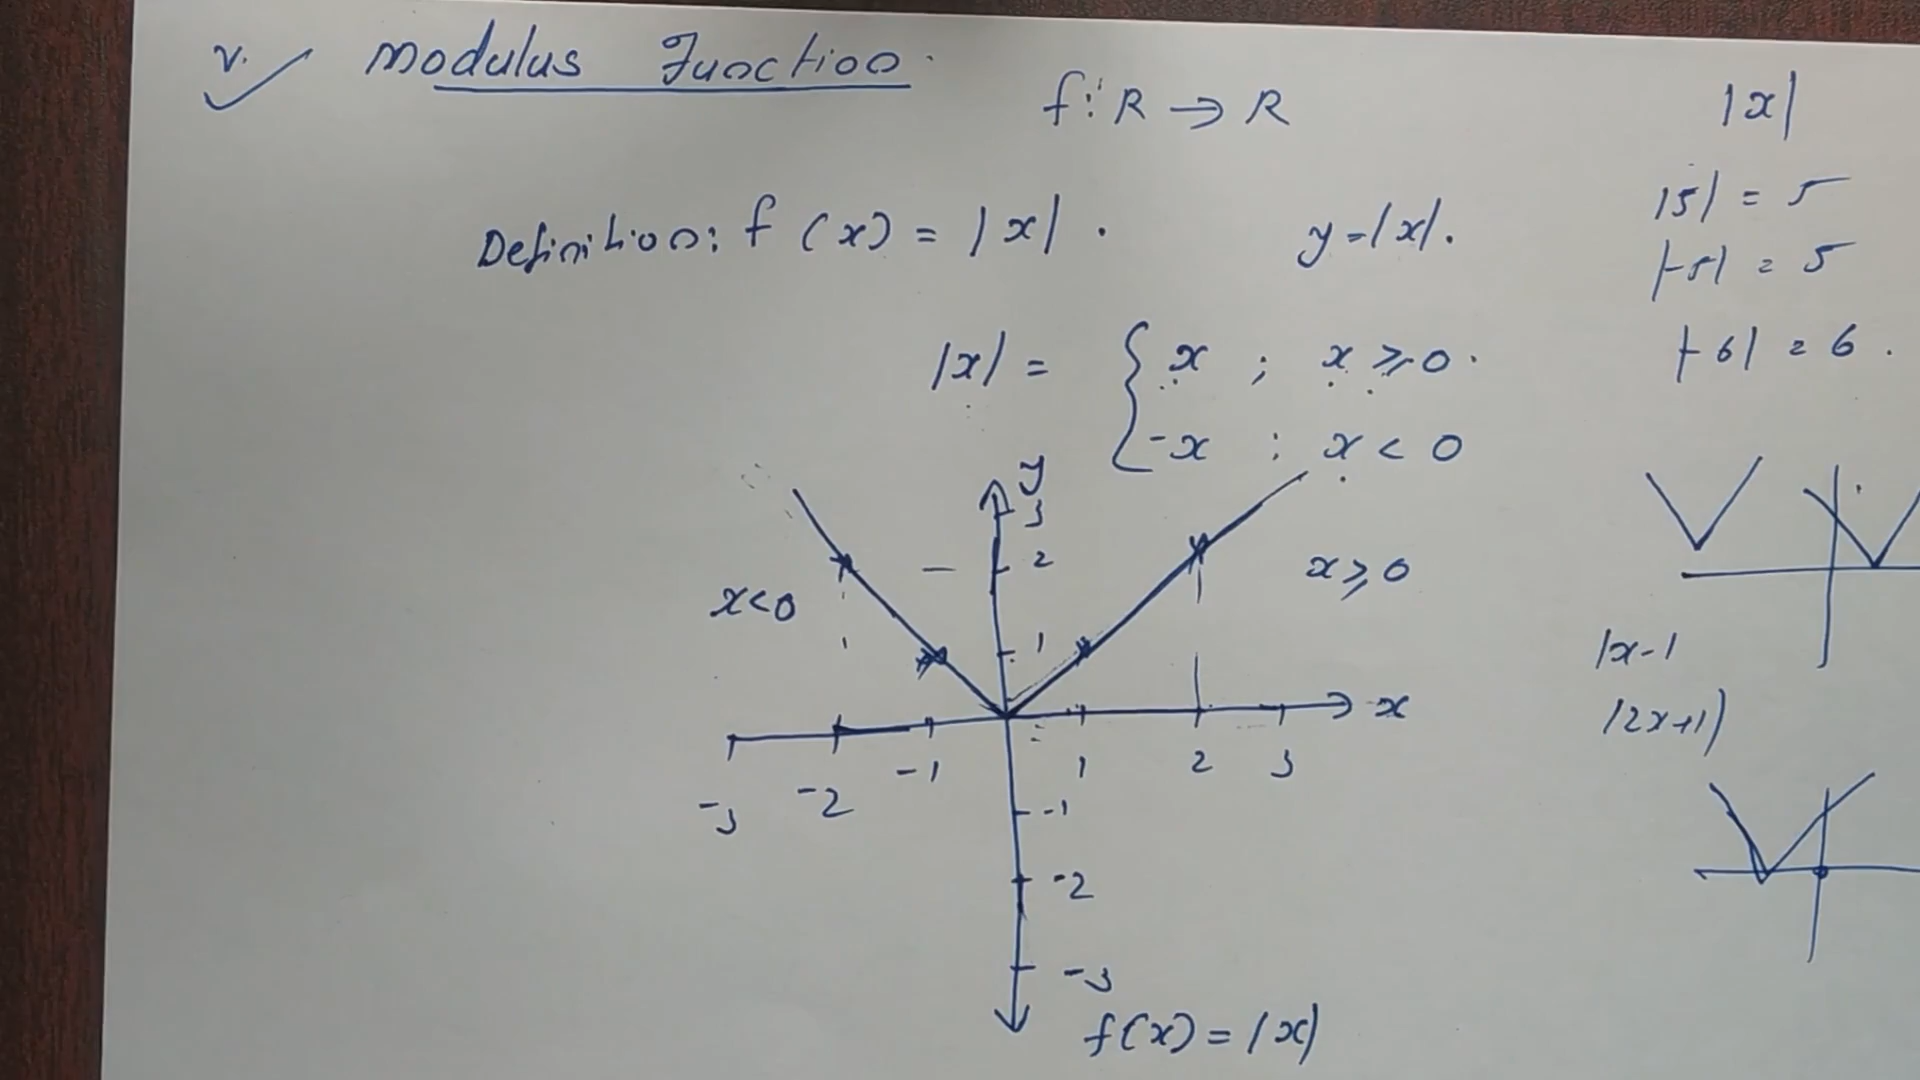 v. Modulus Function.
f: R → R
|x|
|5| = 5
Definition: f(x) = |x|.
y = |x|.
|-5| = 5
|x| = { x ; x ≥ 0.
-x ; x < 0
|-6| = 6.
y
3
2
1
x<0
x ≥ 0
x
-3 -2 -1 1 2 3
-1
-2
-3
f(x) = |x|
|x-1
|2x+1|